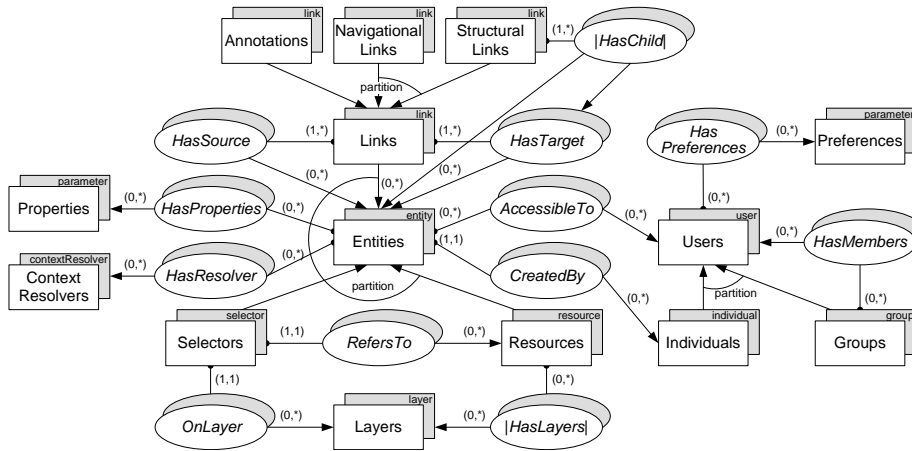 link
link
link
Annotations
Navigational
Links
Structural
Links
(1,*)
|HasChild|
partition
link
HasSource
(1,*)
Links
(1,*)
HasTarget
Has
Preferences
(0,*)
parameter
Preferences
(0,*)
(0,*)
(0,*)
(0,*)
parameter
Properties
(0,*)
HasProperties
(0,*)
entity
Entities
(0,*)
(1,1)
AccessibleTo
(0,*)
(0,*)
user
Users
(0,*)
HasMembers
contextResolver
Context
Resolvers
(0,*)
HasResolver
(0,*)
partition
CreatedBy
(0,*)
partition
(0,*)
selector
Selectors
(1,1)
RefersTo
(0,*)
resource
Resources
individual
Individuals
group
Groups
(1,1)
(0,*)
OnLayer
(0,*)
layer
Layers
(0,*)
|HasLayers|